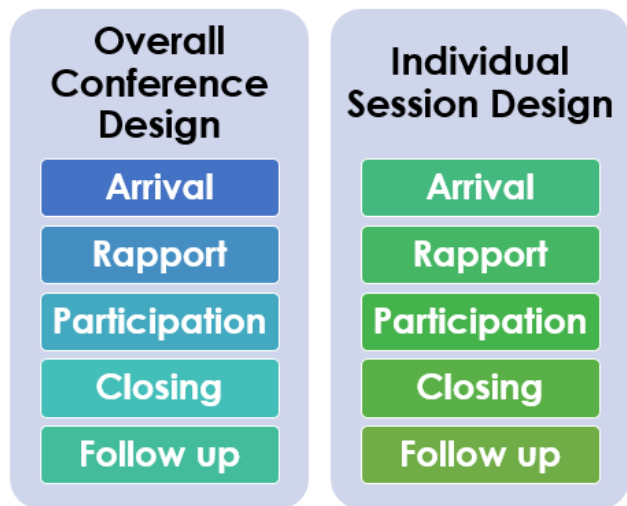 Overall
Conference
Design
Arrival
Rapport
Participation
Closing
Follow up
Individual
Session Design
Arrival
Rapport
Participation
Closing
Follow up